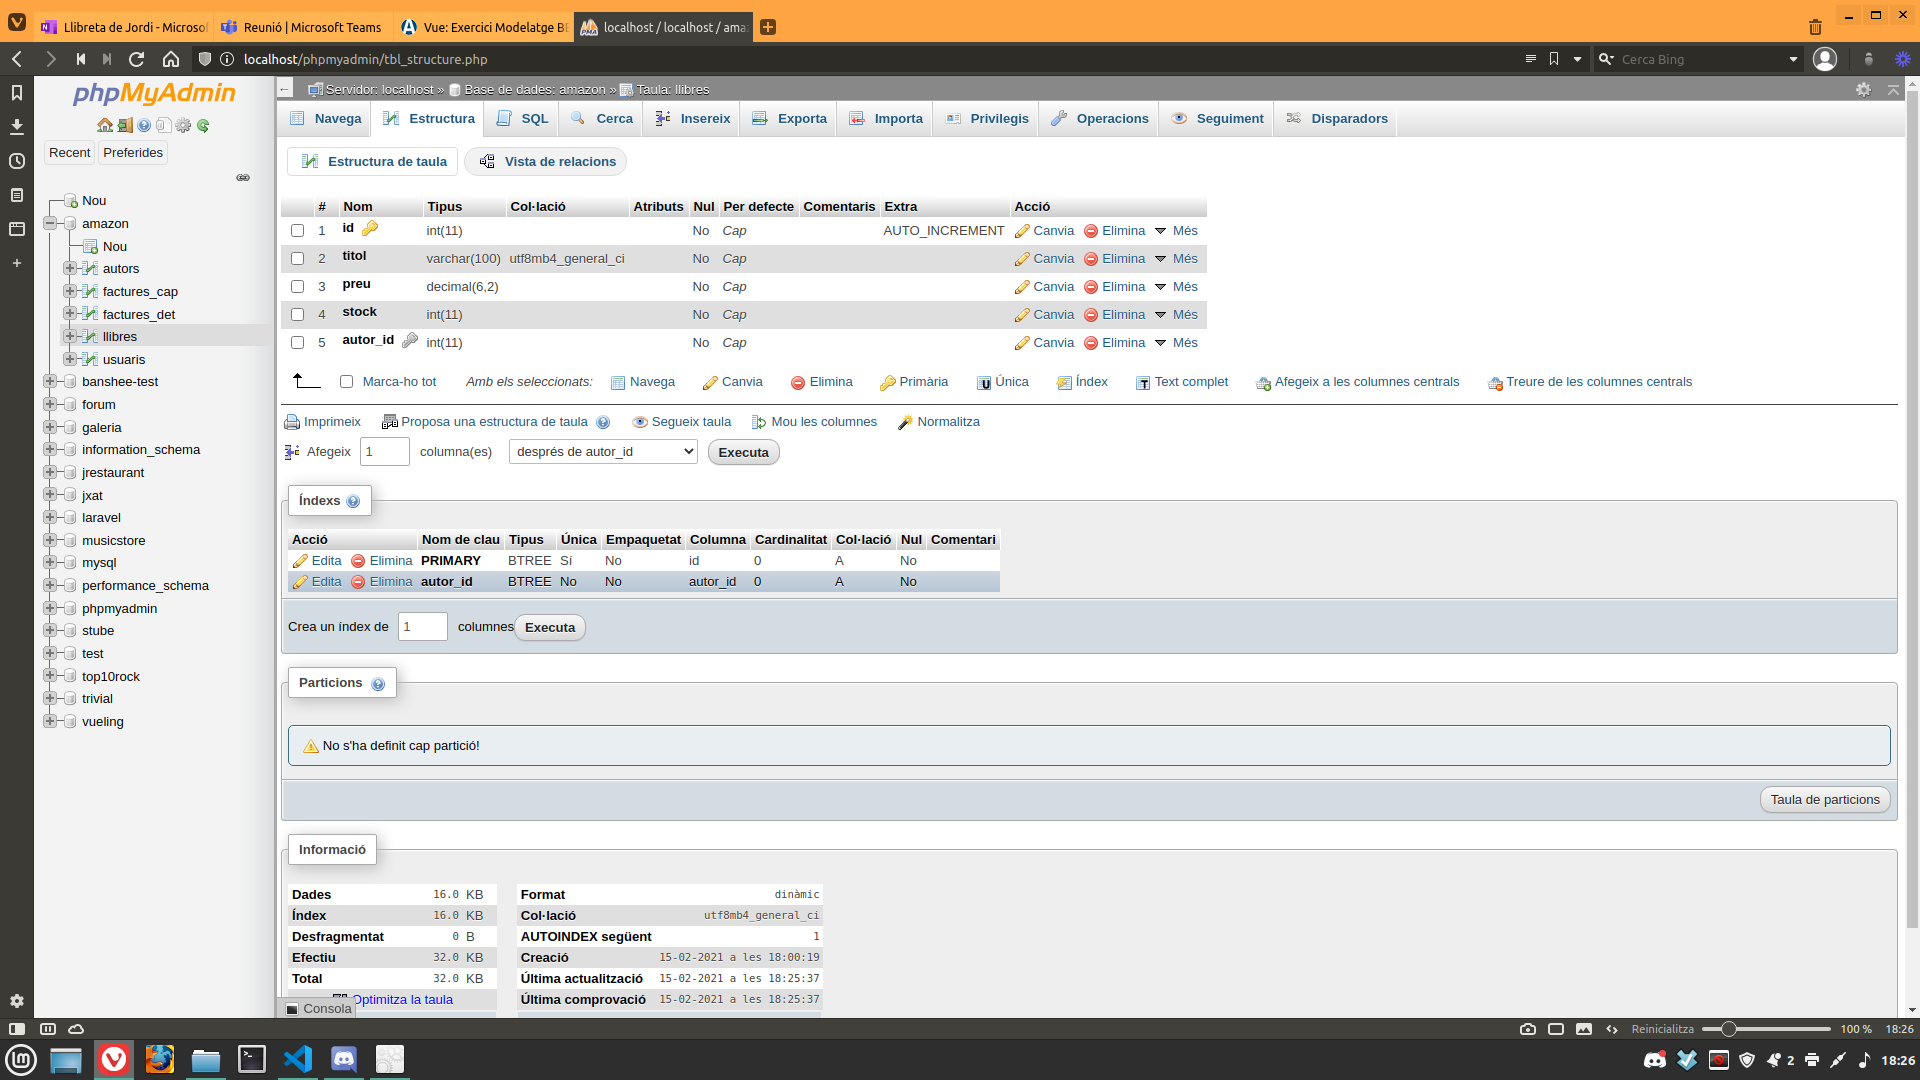 Llibreta de Jordi - Microsof
Reunió | Microsoft Teams
Vue: Exercici Modelatge BE
localhost / localhost / ama
localhost/phpmyadmin/tbl_structure.php
Cerca Bing
phpMyAdmin
Recent
Preferides
Nou
amazon
Nou
autors
factures_cap
factures_det
llibres
usuaris
banshee-test
forum
galeria
information_schema
jrestaurant
jxat
laravel
musicstore
mysql
performance_schema
phpmyadmin
stube
test
top10rock
trivial
vueling
Servidor: localhost » Base de dades: amazon » Taula: llibres
Navega Estructura SQL Cerca Insereix Exporta Importa Privilegis Operacions Seguiment Disparadors
Estructura de taula Vista de relacions
# Nom Tipus Col·lació Atributs Nul Per defecte Comentaris Extra Acció
1 id int(11) No Cap AUTO_INCREMENT Canvia Elimina Més
2 titol varchar(100) utf8mb4_general_ci No Cap Canvia Elimina Més
3 preu decimal(6,2) No Cap Canvia Elimina Més
4 stock int(11) No Cap Canvia Elimina Més
5 autor_id int(11) No Cap Canvia Elimina Més
Marca-ho tot Amb els seleccionats: Navega Canvia Elimina Primària Única Índex Text complet Afegeix a les columnes centrals Treure de les columnes centrals
Imprimeix Proposa una estructura de taula Segueix taula Mou les columnes Normalitza
Afegeix 1 columna(es) després de autor_id Executa
Índexs
Acció Nom de clau Tipus Única Empaquetat Columna Cardinalitat Col·lació Nul Comentari
Edita Elimina PRIMARY BTREE Sí No id 0 A No
Edita Elimina autor_id BTREE No No autor_id 0 A No
Crea un índex de 1 columnes Executa
Particions
No s'ha definit cap partició!
Taula de particions
Informació
Dades 16.0 KB
Índex 16.0 KB
Desfragmentat 0 B
Efectiu 32.0 KB
Total 32.0 KB
Optimitza la taula
Format dinàmic
Col·lació utf8mb4_general_ci
AUTOINDEX següent 1
Creació 15-02-2021 a les 18:00:19
Última actualització 15-02-2021 a les 18:25:37
Última comprovació 15-02-2021 a les 18:25:37
Consola
Reinicialitza 100 % 18:26
2 18:26